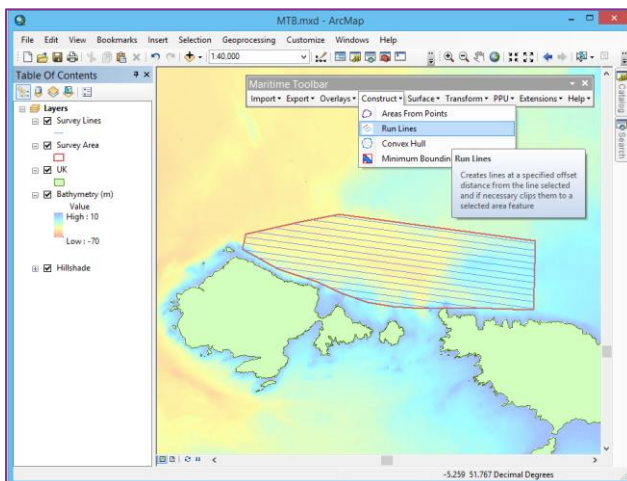 MTB.mxd - ArcMap
File Edit View Bookmarks Insert Selection Geoprocessing Customize Windows Help
1:40,000
Table Of Contents
Layers
Survey Lines
Survey Area
UK
Bathymetry (m)
Value
High : 10
Low : -70
Hillshade
Maritime Toolbar
Import Export Overlays Construct Surface Transform PPU Extensions Help
Areas From Points
Run Lines
Convex Hull
Minimum Boundin
Run Lines
Creates lines at a specified offset
distance from the line selected
and if necessary clips them to a
selected area feature
Catalog
Search
-5.259 51.767 Decimal Degrees